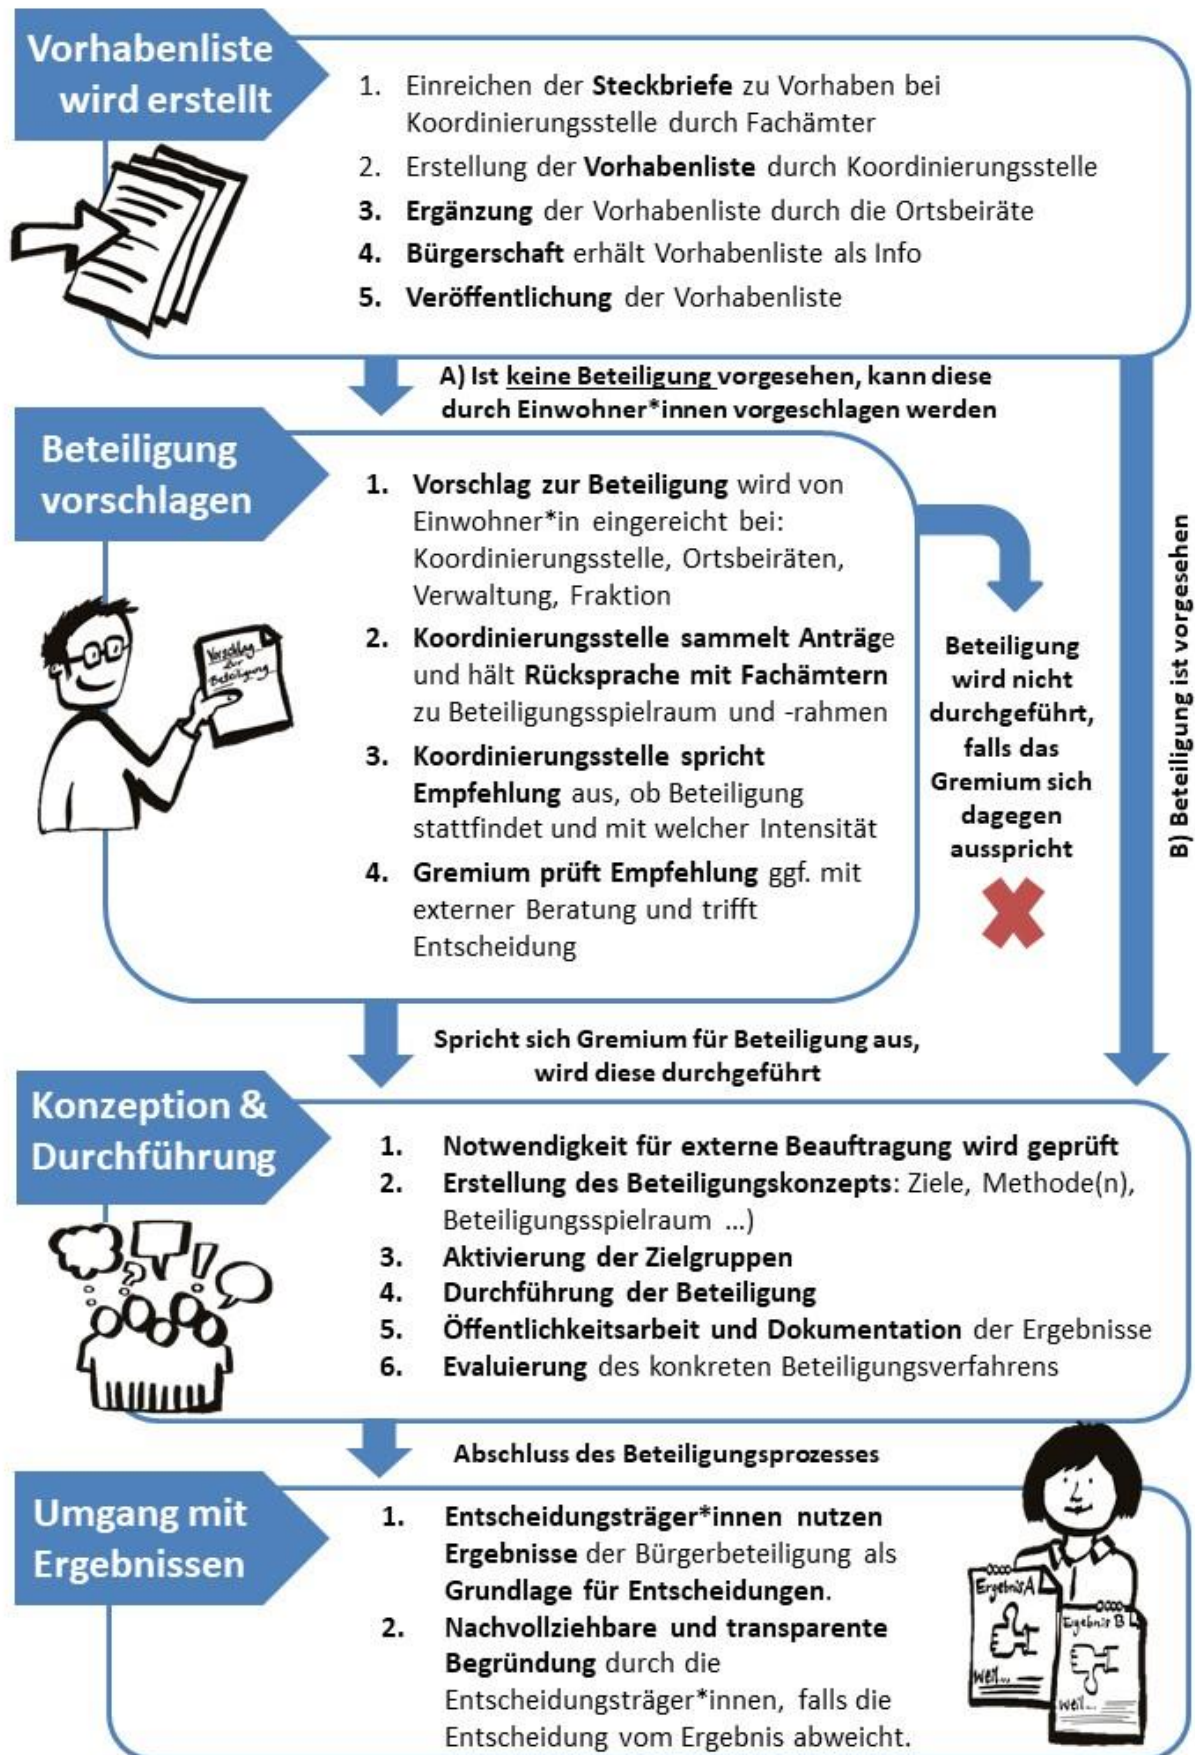 Vorhabenliste
wird erstellt
1. Einreichen der Steckbriefe zu Vorhaben bei
Koordinierungsstelle durch Fachämter
2. Erstellung der Vorhabenliste durch Koordinierungsstelle
3. Ergänzung der Vorhabenliste durch die Ortsbeiräte
4. Bürgerschaft erhält Vorhabenliste als Info
5. Veröffentlichung der Vorhabenliste
A) Ist keine Beteiligung vorgesehen, kann diese
durch Einwohner*innen vorgeschlagen werden
Beteiligung
vorschlagen
Vorschlag
zur
Beteiligung
1. Vorschlag zur Beteiligung wird von
Einwohner*in eingereicht bei:
Koordinierungsstelle, Ortsbeiräten,
Verwaltung, Fraktion
2. Koordinierungsstelle sammelt Anträge
und hält Rücksprache mit Fachämtern
zu Beteiligungsspielraum und -rahmen
3. Koordinierungsstelle spricht
Empfehlung aus, ob Beteiligung
stattfindet und mit welcher Intensität
4. Gremium prüft Empfehlung ggf. mit
externer Beratung und trifft
Entscheidung
Beteiligung
wird nicht
durchgeführt,
falls das
Gremium sich
dagegen
ausspricht
B) Beteiligung ist vorgesehen
Spricht sich Gremium für Beteiligung aus,
wird diese durchgeführt
Konzeption &
Durchführung
1. Notwendigkeit für externe Beauftragung wird geprüft
2. Erstellung des Beteiligungskonzepts: Ziele, Methode(n),
Beteiligungsspielraum ...)
3. Aktivierung der Zielgruppen
4. Durchführung der Beteiligung
5. Öffentlichkeitsarbeit und Dokumentation der Ergebnisse
6. Evaluierung des konkreten Beteiligungsverfahrens
? !
Abschluss des Beteiligungsprozesses
Umgang mit
Ergebnissen
1. Entscheidungsträger*innen nutzen
Ergebnisse der Bürgerbeteiligung als
Grundlage für Entscheidungen.
2. Nachvollziehbare und transparente
Begründung durch die
Entscheidungsträger*innen, falls die
Entscheidung vom Ergebnis abweicht.
Ergebnis A
weil...
Ergebnis B
weil...